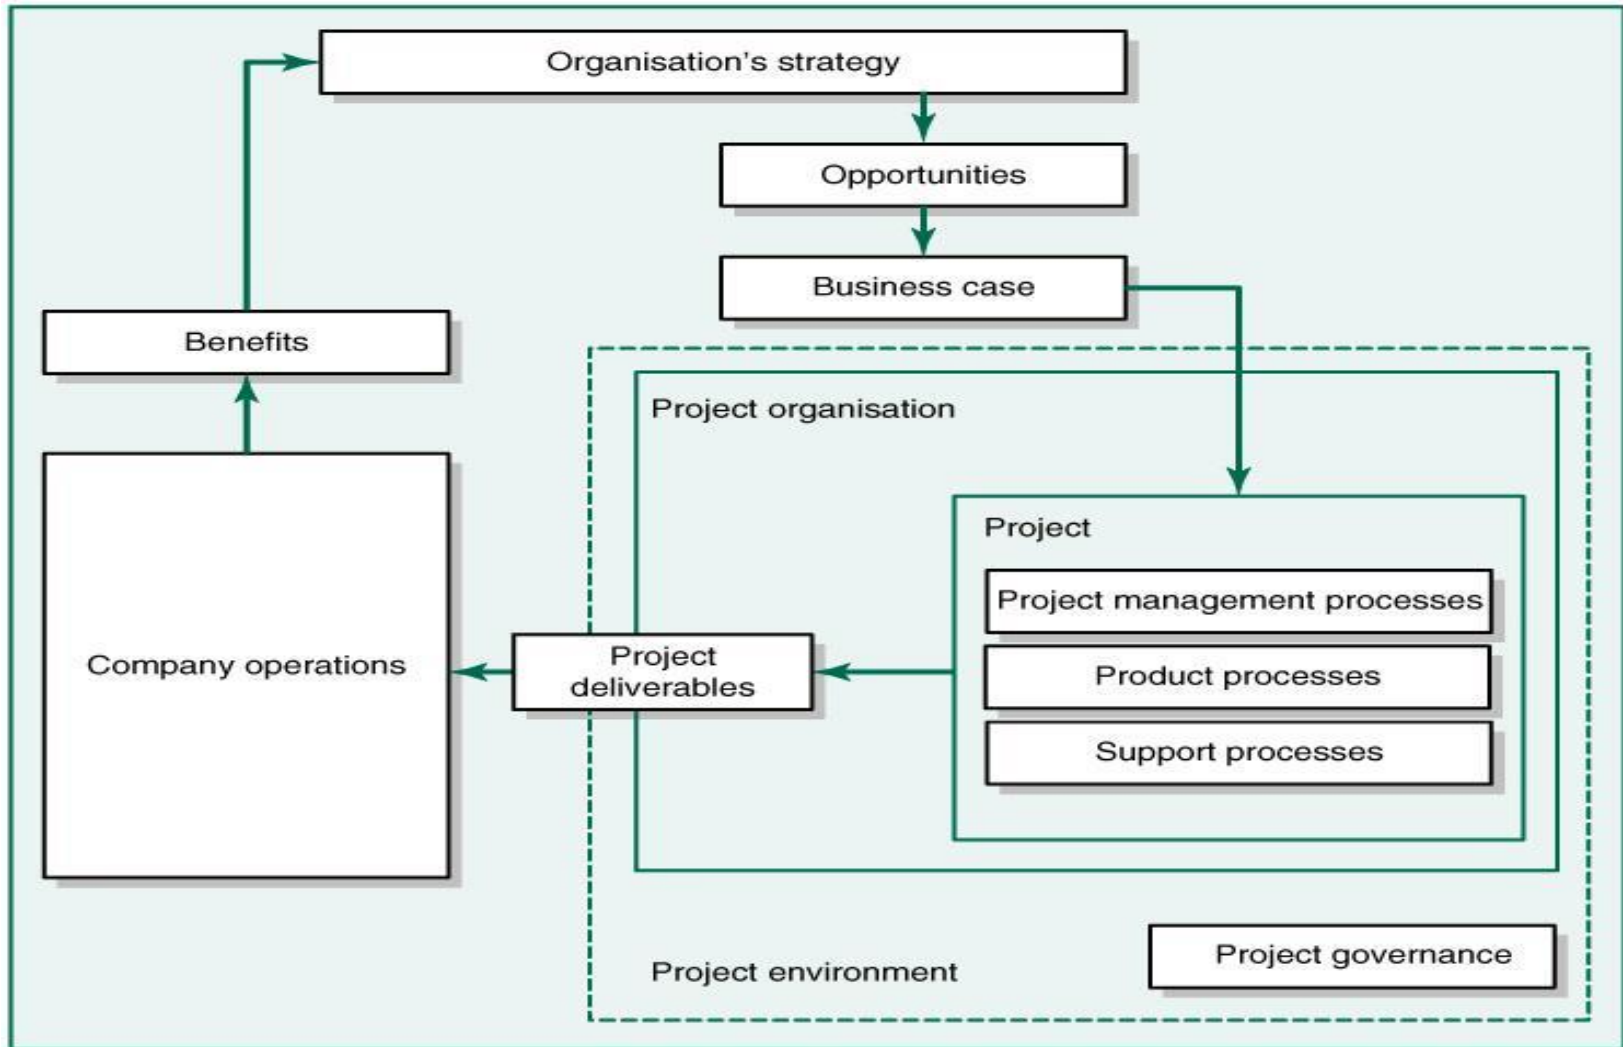 Organisation's strategy
Opportunities
Business case
Benefits
Project organisation
Project
Project management processes
Company operations
Project
deliverables
Product processes
Support processes
Project governance
Project environment